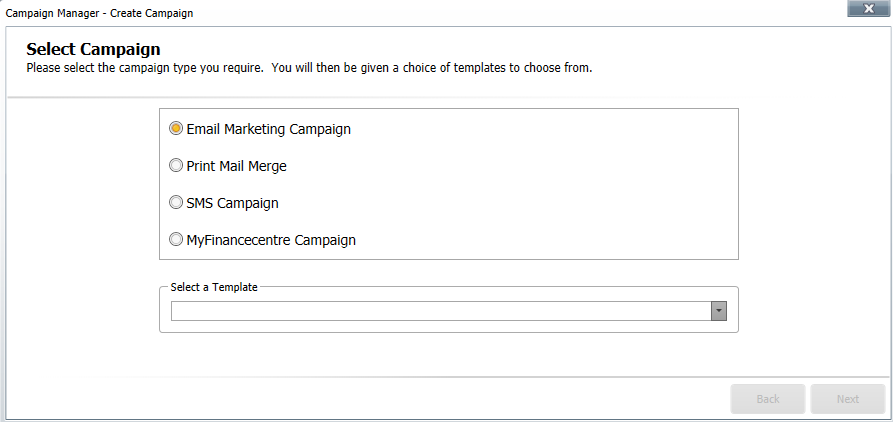 Campaign Manager - Create Campaign
Select Campaign
Please select the campaign type you require. You will then be given a choice of templates to choose from.
Email Marketing Campaign
Print Mail Merge
SMS Campaign
MyFinancecentre Campaign
Select a Template
Back Next